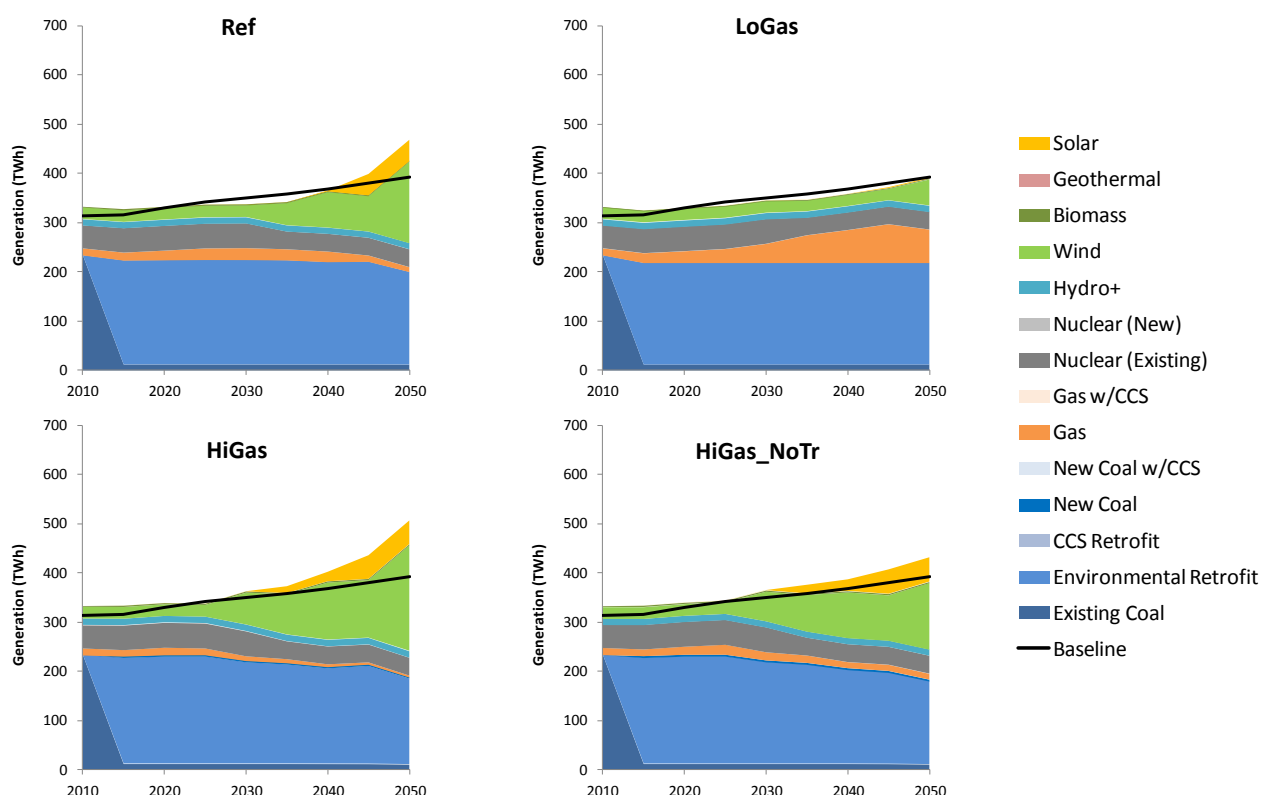 Ref
Generation (TWh)
700
600
500
400
300
200
100
0
2010 2020 2030 2040 2050
LoGas
Generation (TWh)
700
600
500
400
300
200
100
0
2010 2020 2030 2040 2050
HiGas
Generation (TWh)
700
600
500
400
300
200
100
0
2010 2020 2030 2040 2050
HiGas_NoTr
Generation (TWh)
700
600
500
400
300
200
100
0
2010 2020 2030 2040 2050
Solar
Geothermal
Biomass
Wind
Hydro+
Nuclear (New)
Nuclear (Existing)
Gas w/CCS
Gas
New Coal w/CCS
New Coal
CCS Retrofit
Environmental Retrofit
Existing Coal
Baseline